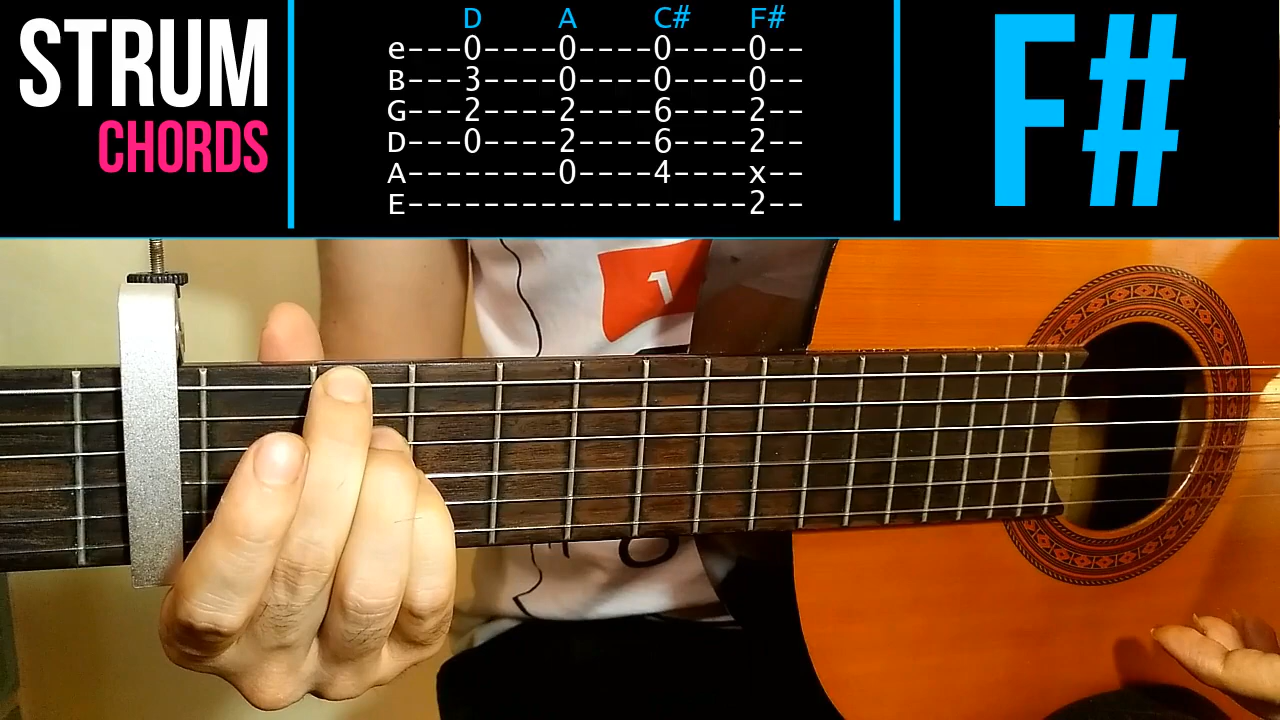 STRUM
CHORDS
D A C# F#
e---0----0----0----0--
B---3----0----0----0--
G---2----2----6----2--
D---0----2----6----2--
A--------0----4----x--
E------------------2--
F#
1